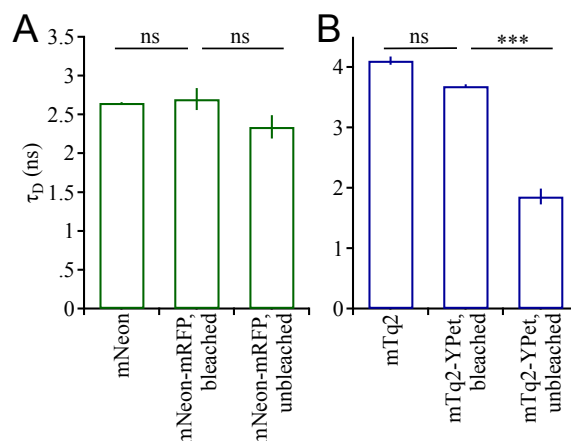 A
ns
ns
3.5
3
2.5
2
1.5
1
.5
0
τD (ns)
mNeon
mNeon-mRFP,
bleached
mNeon-mRFP,
unbleached
B
ns
***
4
3
2
1
0
mTq2
mTq2-YPet,
bleached
mTq2-YPet,
unbleached